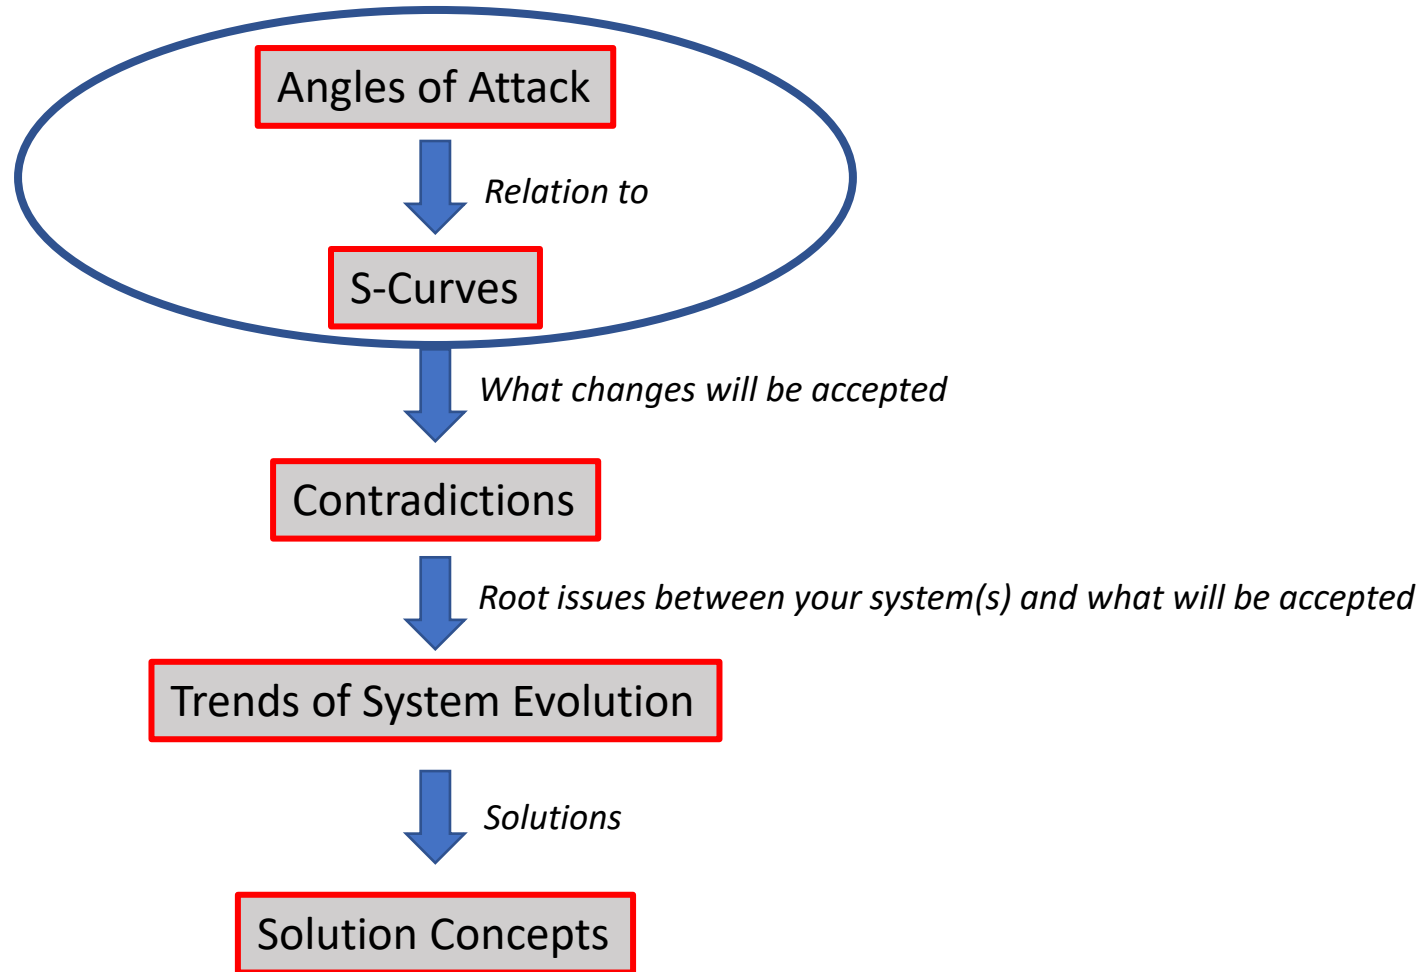 Angles of Attack
Relation to
S-Curves
What changes will be accepted
Contradictions
Root issues between your system(s) and what will be accepted
Trends of System Evolution
Solutions
Solution Concepts